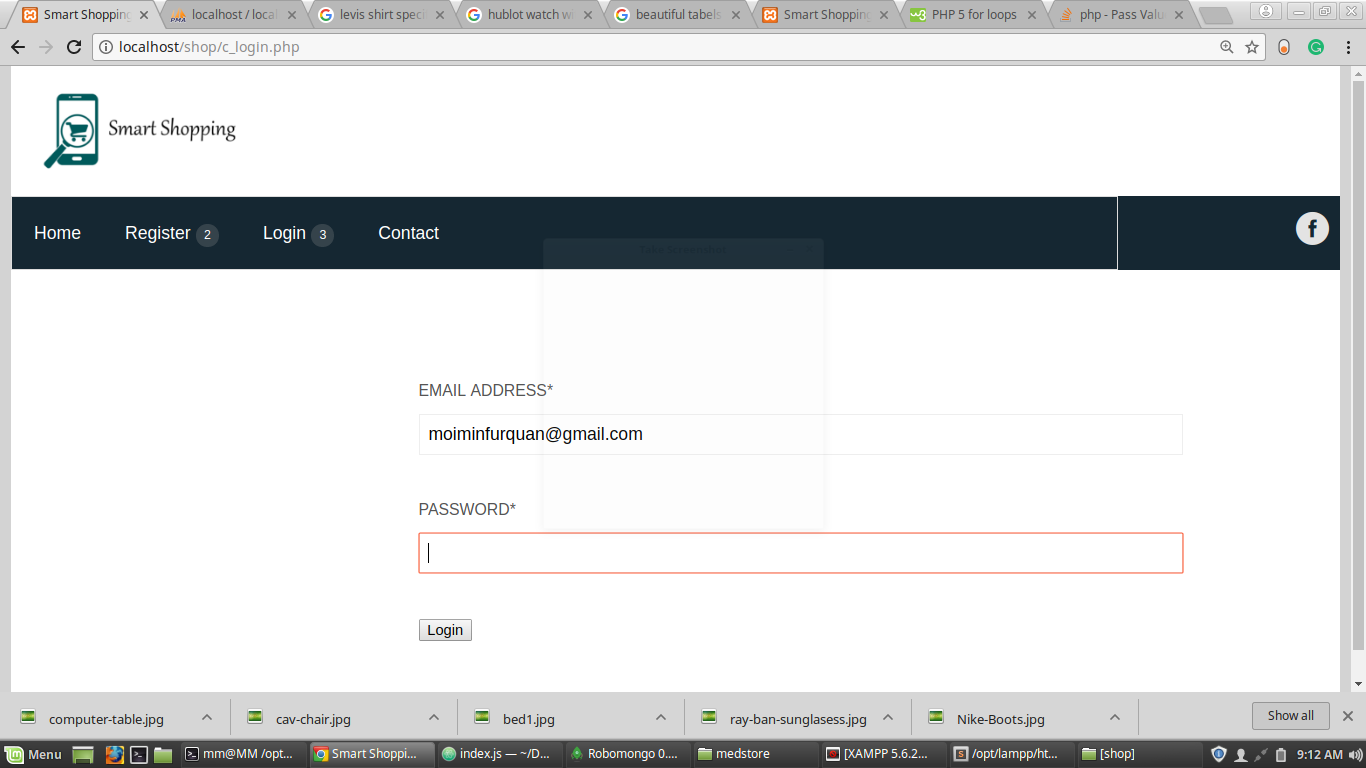 Smart Shopping
localhost / local
levis shirt speci
hublot watch w
beautiful tabels
Smart Shopping
PHP 5 for loops
php - Pass Valu
localhost/shop/c_login.php
Smart Shopping
Home
Register 2
Login 3
Contact
EMAIL ADDRESS*
moiminfurquan@gmail.com
PASSWORD*
Login
computer-table.jpg
cav-chair.jpg
bed1.jpg
ray-ban-sunglasess.jpg
Nike-Boots.jpg
Show all
Menu
mm@MM /opt...
Smart Shoppi...
index.js — ~/D...
Robomongo 0....
medstore
[XAMPP 5.6.2...
/opt/lampp/ht...
[shop]
9:12 AM